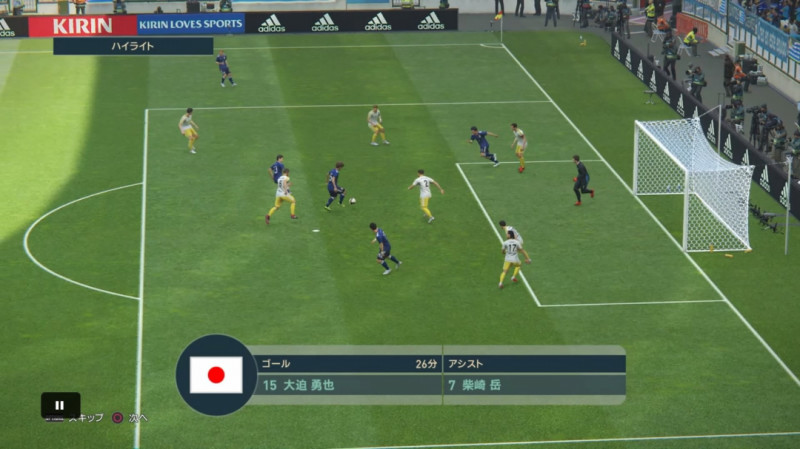 KIRIN
KIRIN LOVES SPORTS
adidas
adidas
adidas
ハイライト
adidas
adidas
17
ゴール 26分 アシスト
15 大迫 勇也 7 柴崎 岳
スキップ 次へ